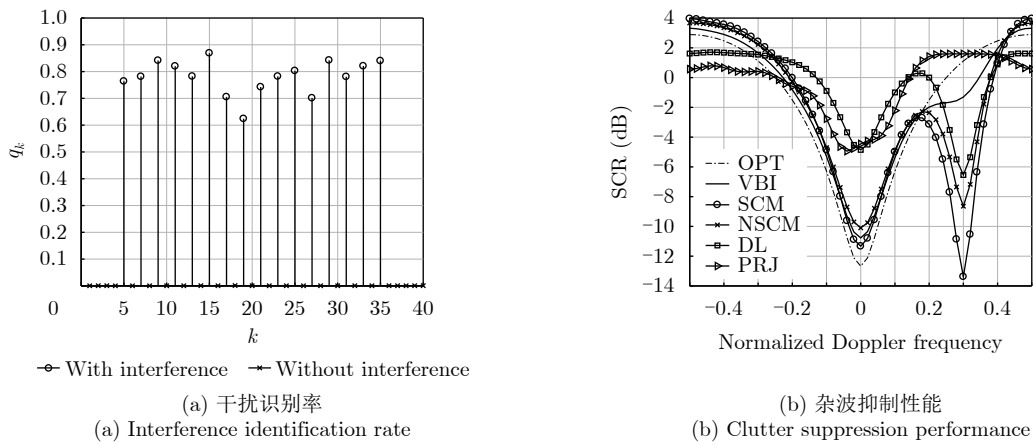 1.0
0.9
0.8
0.7
0.6
0.5
0.4
0.3
0.2
0.1
q_k
0 5 10 15 20 25 30 35 40
k
With interference Without interference
(a) 干扰识别率
(a) Interference identification rate
4
2
0
−2
−4
−6
−8
−10
−12
−14
SCR (dB)
OPT
VBI
SCM
NSCM
DL
PRJ
−0.4 −0.2 0 0.2 0.4
Normalized Doppler frequency
(b) 杂波抑制性能
(b) Clutter suppression performance